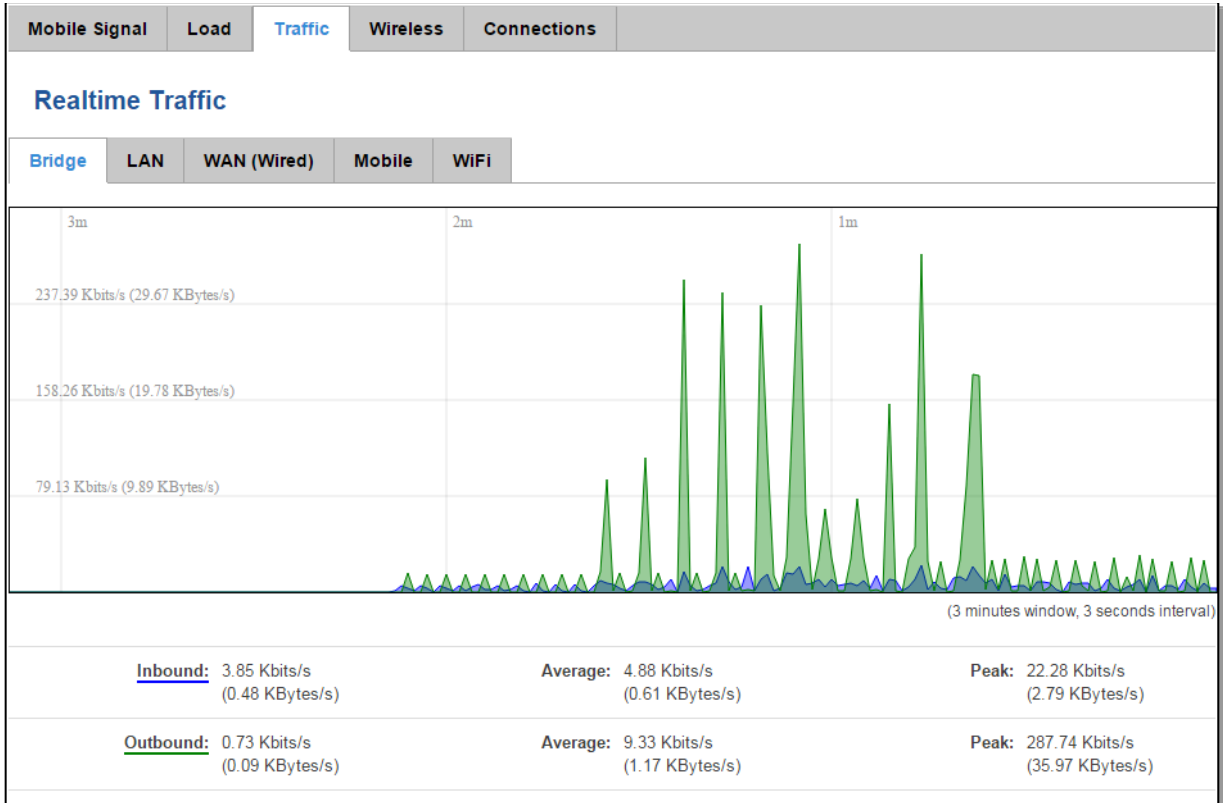 Mobile Signal Load Traffic Wireless Connections
Realtime Traffic
Bridge LAN WAN (Wired) Mobile WiFi
3m 2m 1m
237.39 Kbits/s (29.67 KBytes/s)
158.26 Kbits/s (19.78 KBytes/s)
79.13 Kbits/s (9.89 KBytes/s)
(3 minutes window, 3 seconds interval)
Inbound: 3.85 Kbits/s Average: 4.88 Kbits/s Peak: 22.28 Kbits/s
(0.48 KBytes/s) (0.61 KBytes/s) (2.79 KBytes/s)
Outbound: 0.73 Kbits/s Average: 9.33 Kbits/s Peak: 287.74 Kbits/s
(0.09 KBytes/s) (1.17 KBytes/s) (35.97 KBytes/s)